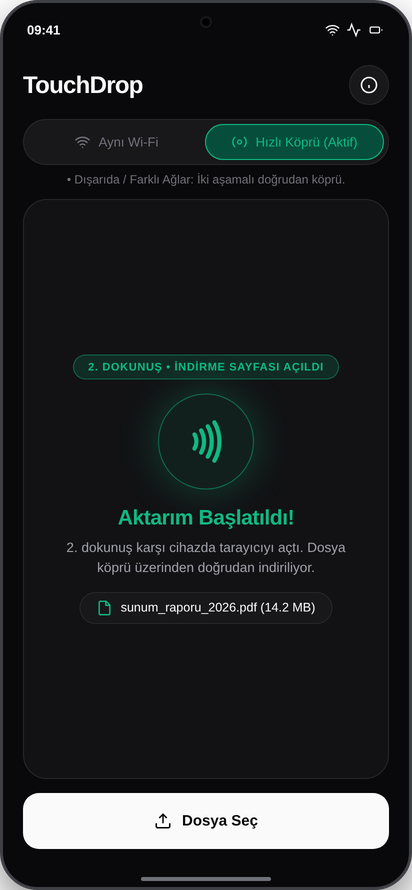 09:41
TouchDrop
Aynı Wi-Fi
Hızlı Köprü (Aktif)
• Dışarıda / Farklı Ağlar: İki aşamalı doğrudan köprü.
2. DOKUNUŞ • İNDİRME SAYFASI AÇILDI
Aktarım Başlatıldı!
2. dokunuş karşı cihazda tarayıcıyı açtı. Dosya
köprü üzerinden doğrudan indiriliyor.
sunum_raporu_2026.pdf (14.2 MB)
Dosya Seç